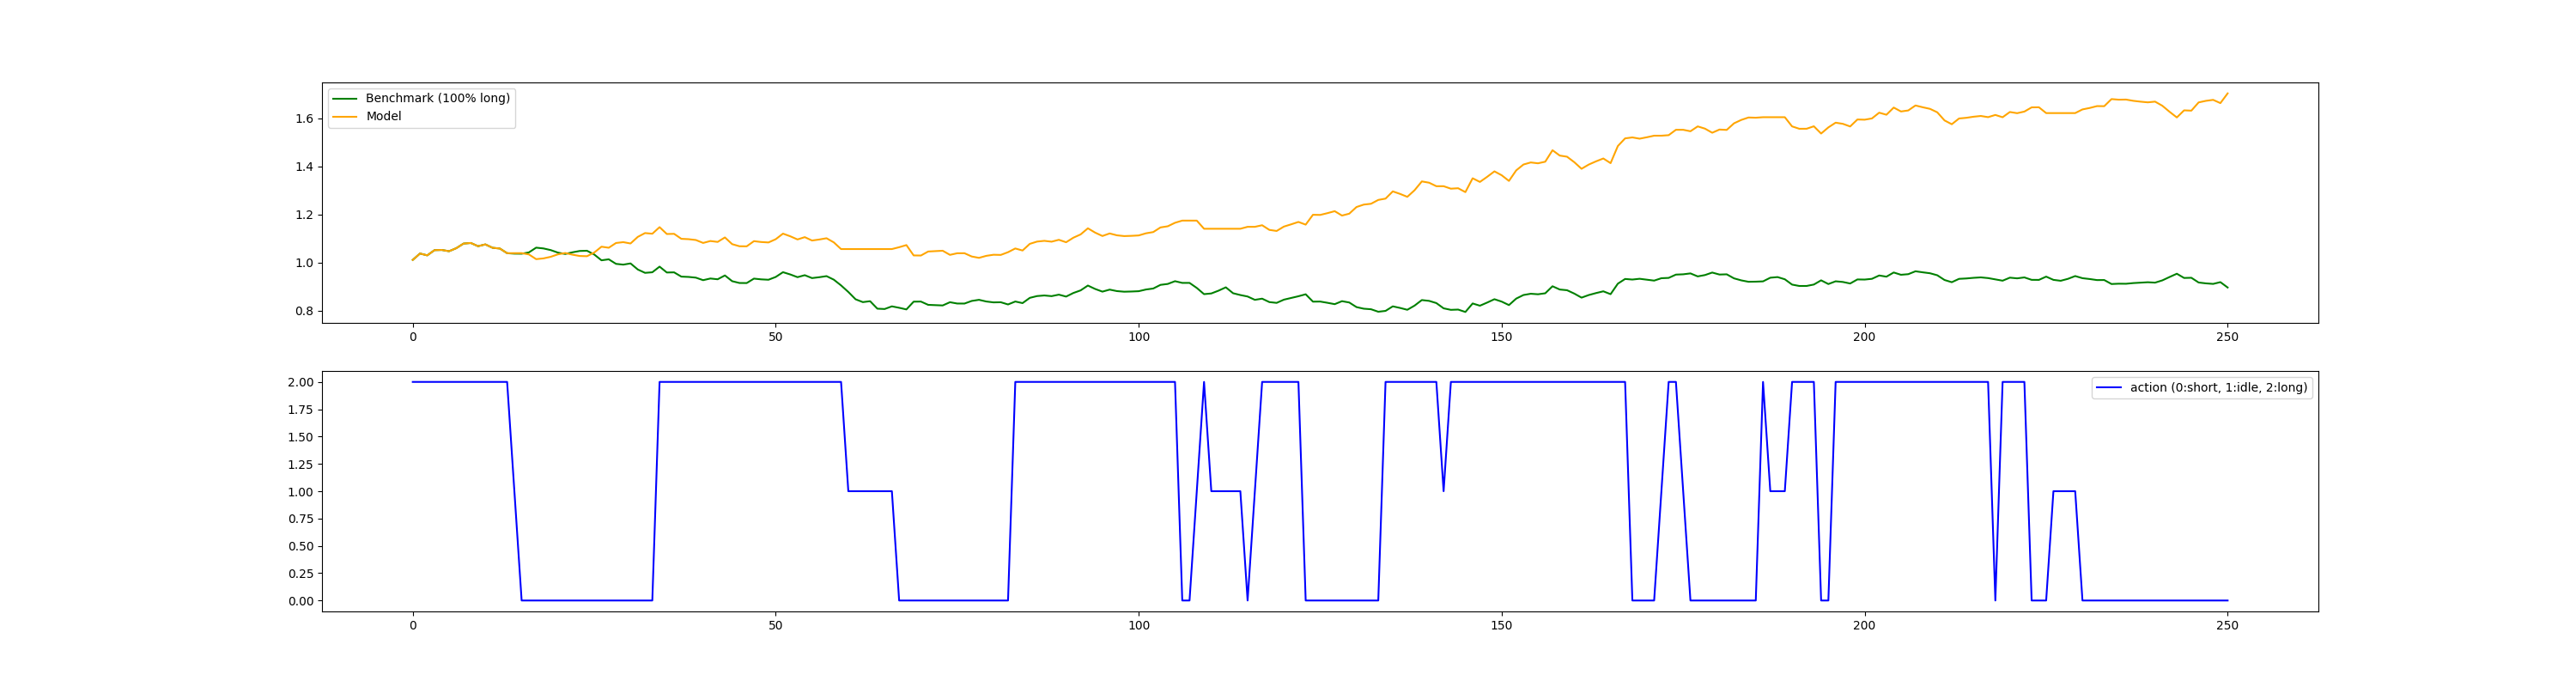 Benchmark (100% long)
Model
1.6
1.4
1.2
1.0
0.8
0 50 100 150 200 250
action (0:short, 1:idle, 2:long)
2.00
1.75
1.50
1.25
1.00
0.75
0.50
0.25
0.00
0 50 100 150 200 250